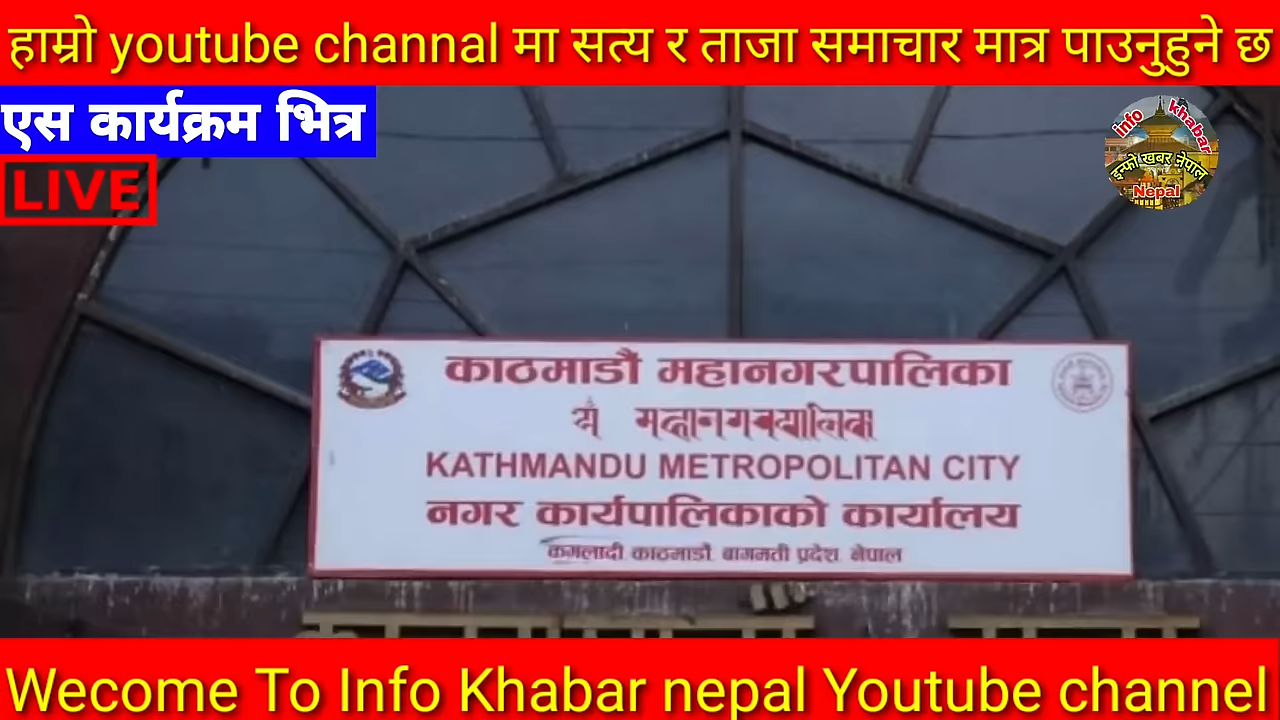 हाम्रो youtube channal मा सत्य र ताजा समाचार मात्र पाउनुहुने छ
एस कार्यक्रम भित्र
LIVE
info khabar
इन्फो खबर नेपाल
Nepal
काठमाडौं महानगरपालिका
KATHMANDU METROPOLITAN CITY
नगर कार्यपालिकाको कार्यालय
काठमाडौं, बागमती प्रदेश, नेपाल
Wecome To Info Khabar nepal Youtube channel